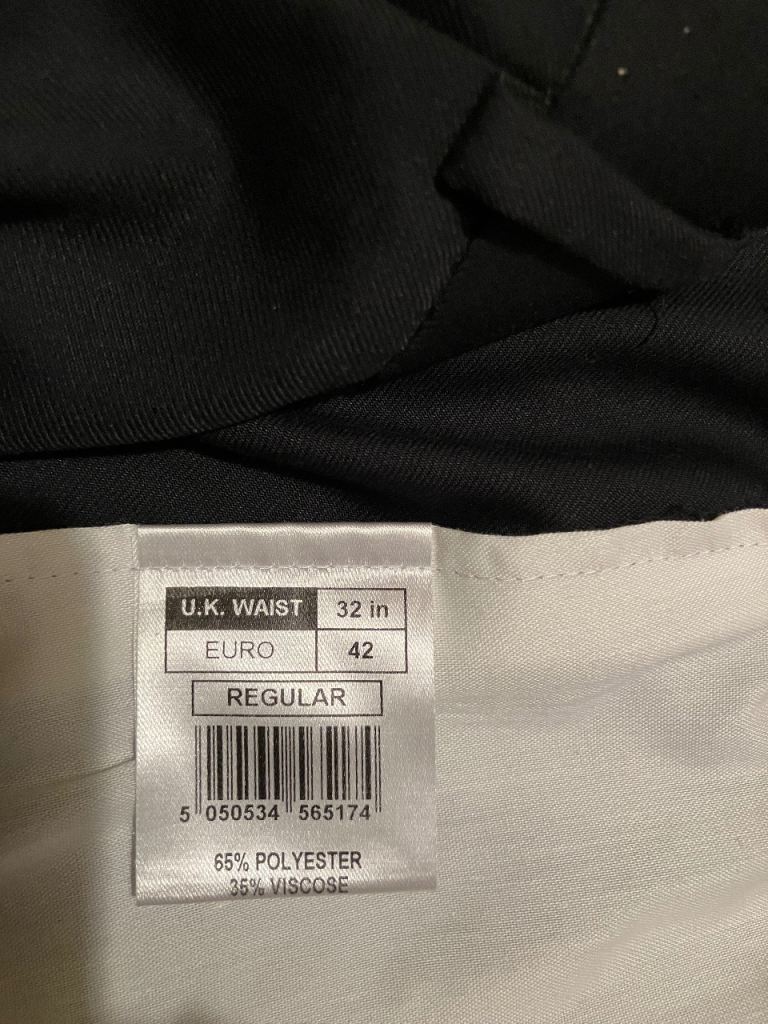 U.K. WAIST 32 in
EURO 42
REGULAR
5 050534 565174
65% POLYESTER
35% VISCOSE